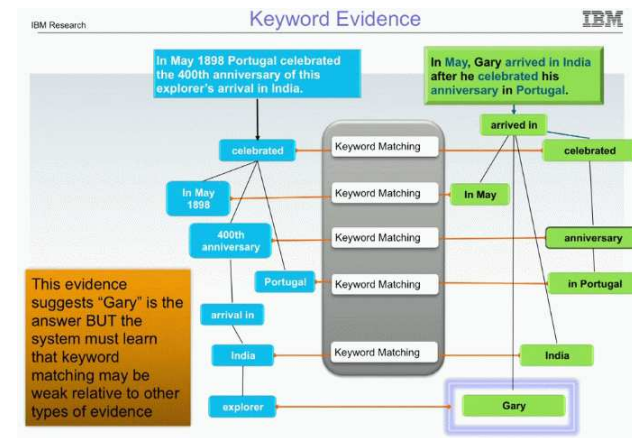 IBM Research
Keyword Evidence
IBM
In May 1898 Portugal celebrated
the 400th anniversary of this
explorer's arrival in India.
In May, Gary arrived in India
after he celebrated his
anniversary in Portugal.
arrived in
celebrated
Keyword Matching
celebrated
In May
1898
Keyword Matching
In May
400th
anniversary
Keyword Matching
anniversary
Portugal
Keyword Matching
in Portugal
arrival in
India
Keyword Matching
India
explorer
Gary
This evidence
suggests "Gary" is the
answer BUT the
system must learn
that keyword
matching may be
weak relative to other
types of evidence